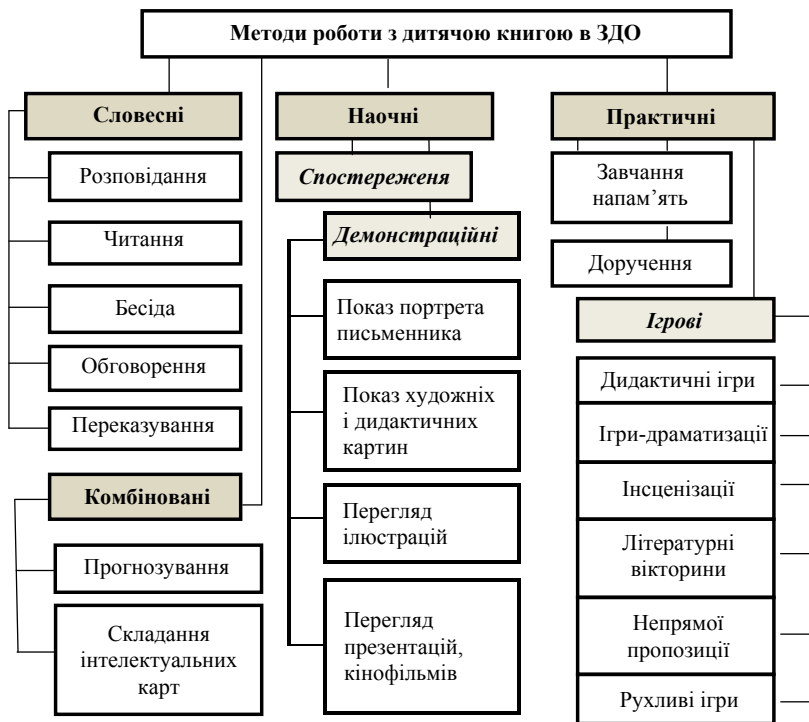 Методи роботи з дитячою книгою в ЗДО
Словесні
Розповідання
Читання
Бесіда
Обговорення
Переказування
Комбіновані
Прогнозування
Складання
інтелектуальних
карт
Наочні
Спостереженя
Демонстраційні
Показ портрета
письменника
Показ художніх
і дидактичних
картин
Перегляд
ілюстрацій
Перегляд
презентацій,
кінофільмів
Практичні
Завчання
напам’ять
Доручення
Ігрові
Дидактичні ігри
Ігри-драматизації
Інсценізації
Літературні
вікторини
Непрямої
пропозиції
Рухливі ігри